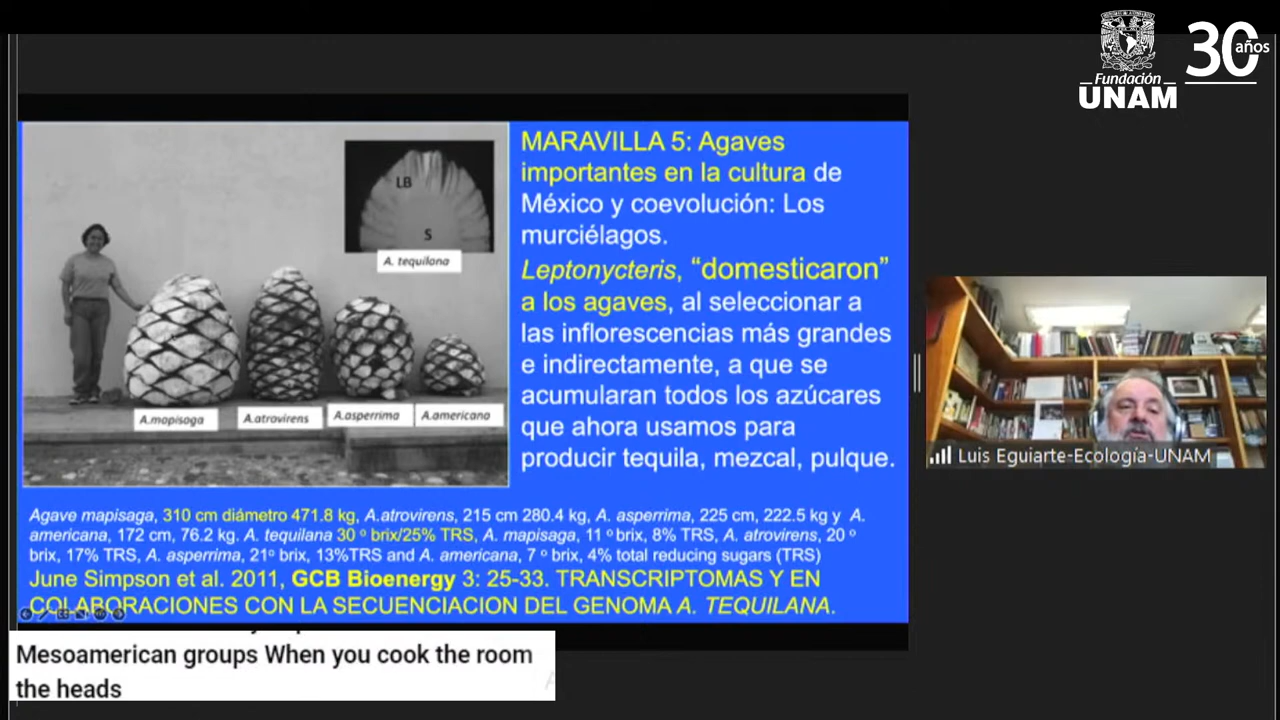 Fundación
UNAM
30 años
LB
S
A. tequilana
A.mapisaga
A.atrovirens
A.asperrima
A.americana
MARAVILLA 5: Agaves
importantes en la cultura de
México y coevolución: Los
murciélagos.
Leptonycteris, “domesticaron”
a los agaves, al seleccionar a
las inflorescencias más grandes
e indirectamente, a que se
acumularan todos los azúcares
que ahora usamos para
producir tequila, mezcal, pulque.
Agave mapisaga, 310 cm diámetro 471.8 kg, A.atrovirens, 215 cm 280.4 kg, A. asperrima, 225 cm, 222.5 kg y A.
americana, 172 cm, 76.2 kg. A. tequilana 30 º brix/25% TRS, A. mapisaga, 11 º brix, 8% TRS, A. atrovirens, 20 º
brix, 17% TRS, A. asperrima, 21º brix, 13%TRS and A. americana, 7 º brix, 4% total reducing sugars (TRS)
June Simpson et al. 2011, GCB Bioenergy 3: 25-33. TRANSCRIPTOMAS Y EN
COLABORACIONES CON LA SECUENCIACION DEL GENOMA A. TEQUILANA.
Luis Eguiarte-Ecología-UNAM
Mesoamerican groups When you cook the room
the heads